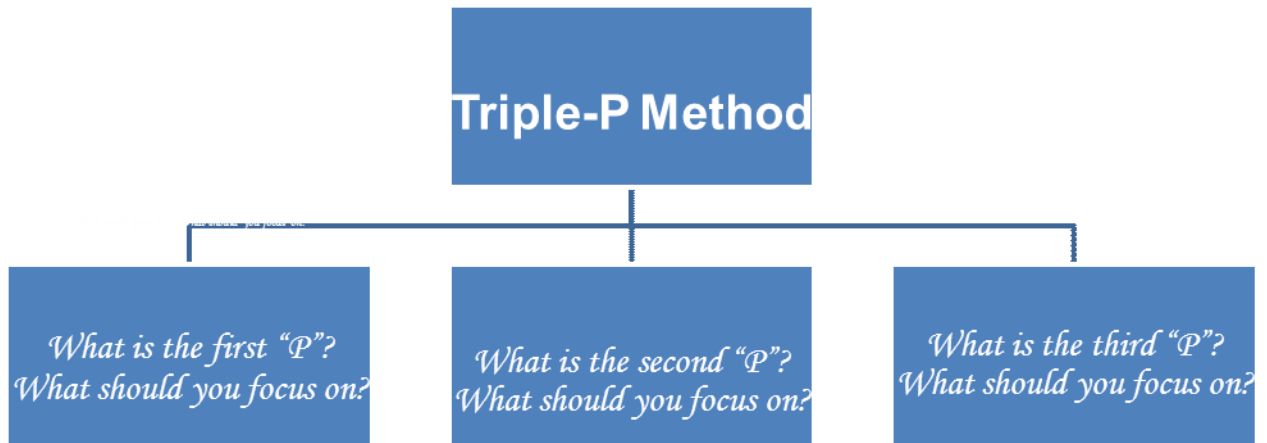 Triple-P Method
What is the first “P”?
What should you focus on?
What is the second “P”?
What should you focus on?
What is the third “P”?
What should you focus on?